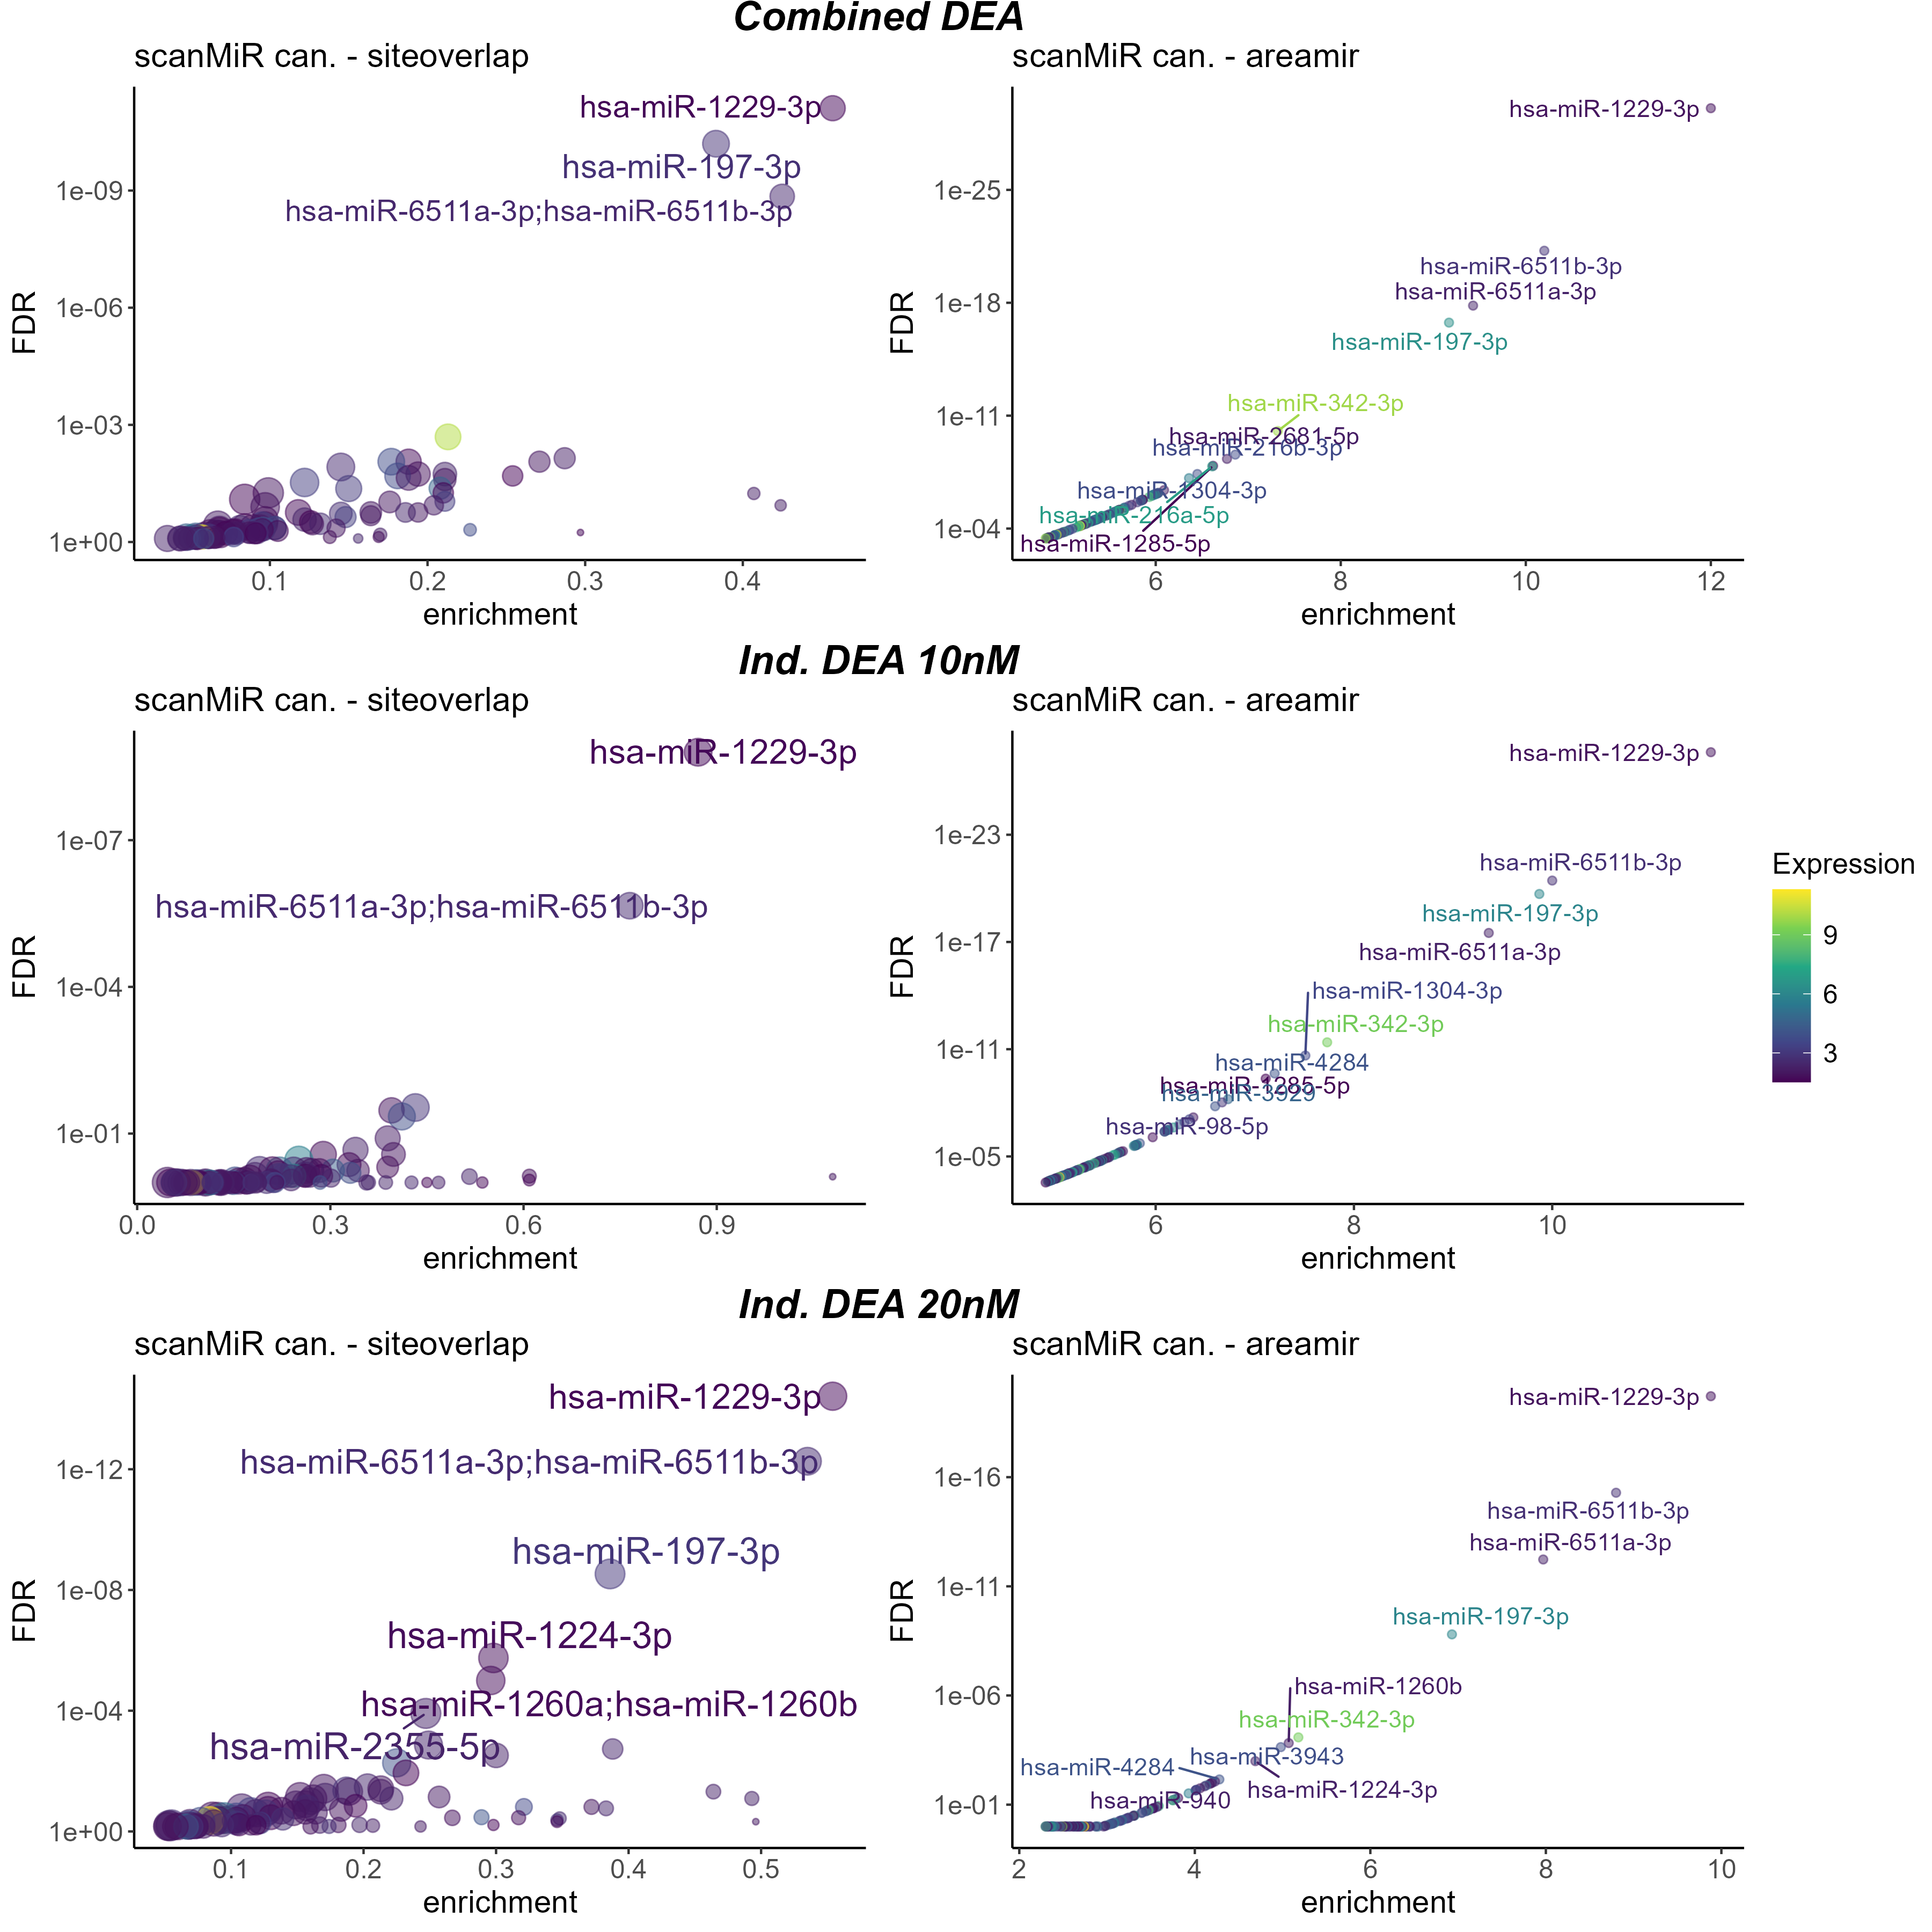 Combined DEA
scanMiR can. - siteoverlap
hsa-miR-1229-3p
hsa-miR-197-3p
hsa-miR-6511a-3p;hsa-miR-6511b-3p
1e-09
1e-06
1e-03
1e+00
FDR
0.1 0.2 0.3 0.4
enrichment
scanMiR can. - areamir
hsa-miR-1229-3p
hsa-miR-6511b-3p
hsa-miR-6511a-3p
hsa-miR-197-3p
hsa-miR-342-3p
hsa-miR-2681-5p
hsa-miR-216b-3p
hsa-miR-1304-3p
hsa-miR-216a-5p
hsa-miR-1285-5p
1e-25
1e-18
1e-11
1e-04
FDR
6 8 10 12
enrichment
Ind. DEA 10nM
scanMiR can. - siteoverlap
hsa-miR-1229-3p
hsa-miR-6511a-3p;hsa-miR-6511b-3p
1e-07
1e-04
1e-01
FDR
0.0 0.3 0.6 0.9
enrichment
scanMiR can. - areamir
hsa-miR-1229-3p
hsa-miR-6511b-3p
hsa-miR-197-3p
hsa-miR-6511a-3p
hsa-miR-1304-3p
hsa-miR-342-3p
hsa-miR-4284
hsa-miR-1285-5p
hsa-miR-3929
hsa-miR-98-5p
1e-23
1e-17
1e-11
1e-05
FDR
6 8 10
enrichment
Expression
9
6
3
Ind. DEA 20nM
scanMiR can. - siteoverlap
hsa-miR-1229-3p
hsa-miR-6511a-3p;hsa-miR-6511b-3p
hsa-miR-197-3p
hsa-miR-1224-3p
hsa-miR-1260a;hsa-miR-1260b
hsa-miR-2355-5p
1e-12
1e-08
1e-04
1e+00
FDR
0.1 0.2 0.3 0.4 0.5
enrichment
scanMiR can. - areamir
hsa-miR-1229-3p
hsa-miR-6511b-3p
hsa-miR-6511a-3p
hsa-miR-197-3p
hsa-miR-1260b
hsa-miR-342-3p
hsa-miR-3943
hsa-miR-4284
hsa-miR-1224-3p
hsa-miR-940
1e-16
1e-11
1e-06
1e-01
FDR
2 4 6 8 10
enrichment